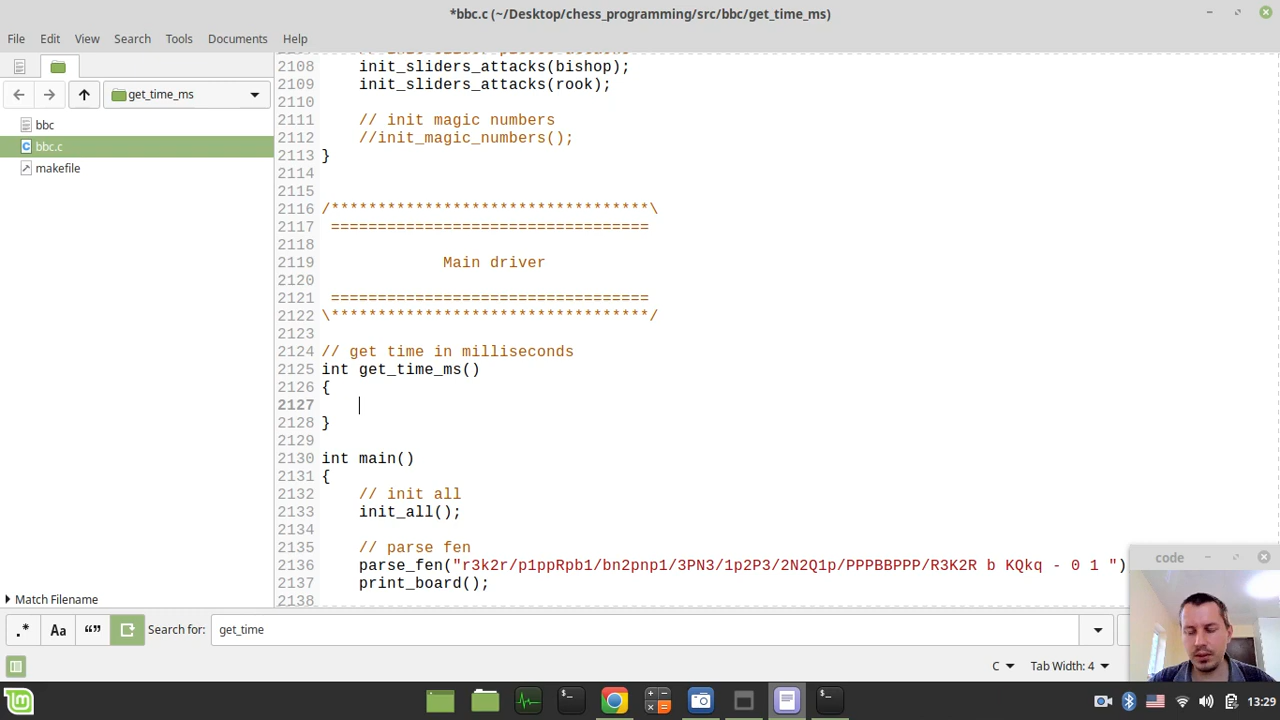 *bbc.c (~/Desktop/chess_programming/src/bbc/get_time_ms)
File Edit View Search Tools Documents Help
get_time_ms
bbc
bbc.c
makefile
Match Filename
2108 init_sliders_attacks(bishop);
2109 init_sliders_attacks(rook);
2110
2111 // init magic numbers
2112 //init_magic_numbers();
2113 }
2114
2115
2116 /**********************************\
2117 ==================================
2118
2119 Main driver
2120
2121 ==================================
2122 \**********************************/
2123
2124 // get time in milliseconds
2125 int get_time_ms()
2126 {
2127
2128 }
2129
2130 int main()
2131 {
2132 // init all
2133 init_all();
2134
2135 // parse fen
2136 parse_fen("r3k2r/p1ppRpb1/bn2pnp1/3PN3/1p2P3/2N2Q1p/PPPBBPPP/R3K2R b KQkq - 0 1 ")
2137 print_board();
2138
code
.* Aa “” Search for: get_time
C Tab Width: 4
13:29